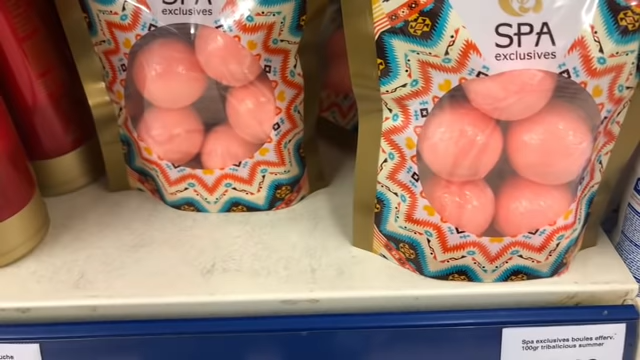 SPA
exclusives
SPA
exclusives
Spa exclusives boules efferv.
100gr tribalicious summer